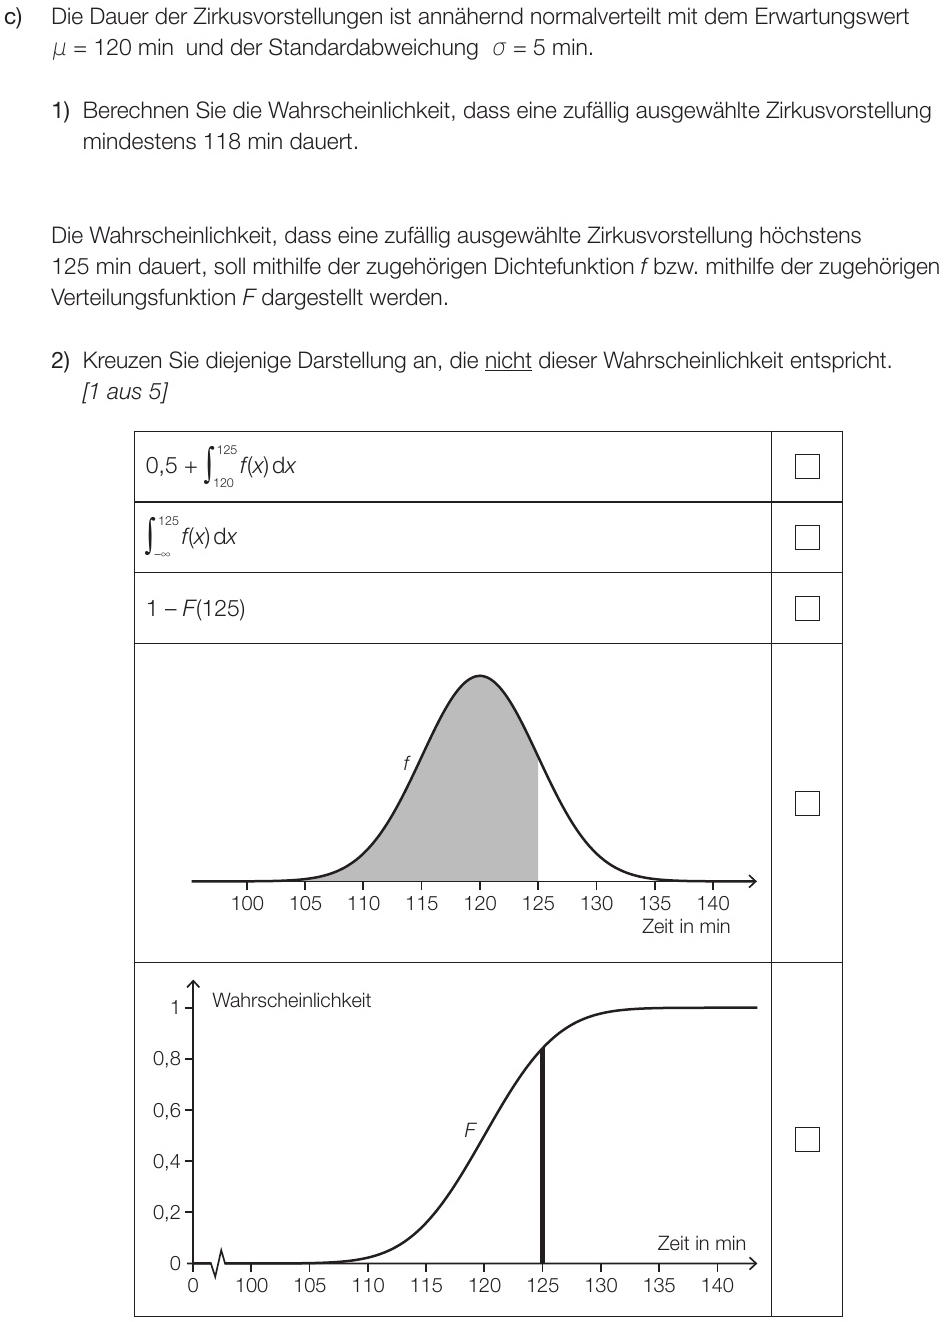 c) Die Dauer der Zirkusvorstellungen ist annähernd normalverteilt mit dem Erwartungswert
μ = 120 min und der Standardabweichung σ = 5 min.
1) Berechnen Sie die Wahrscheinlichkeit, dass eine zufällig ausgewählte Zirkusvorstellung
mindestens 118 min dauert.
Die Wahrscheinlichkeit, dass eine zufällig ausgewählte Zirkusvorstellung höchstens
125 min dauert, soll mithilfe der zugehörigen Dichtefunktion f bzw. mithilfe der zugehörigen
Verteilungsfunktion F dargestellt werden.
2) Kreuzen Sie diejenige Darstellung an, die nicht dieser Wahrscheinlichkeit entspricht.
[1 aus 5]
0,5 + ∫₁₂₀¹²⁵ f(x) dx
∫₋∞¹²⁵ f(x) dx
1 – F(125)
f
100 105 110 115 120 125 130 135 140
Zeit in min
Wahrscheinlichkeit
1
0,8
0,6
F
0,4
0,2
Zeit in min
0
0 100 105 110 115 120 125 130 135 140